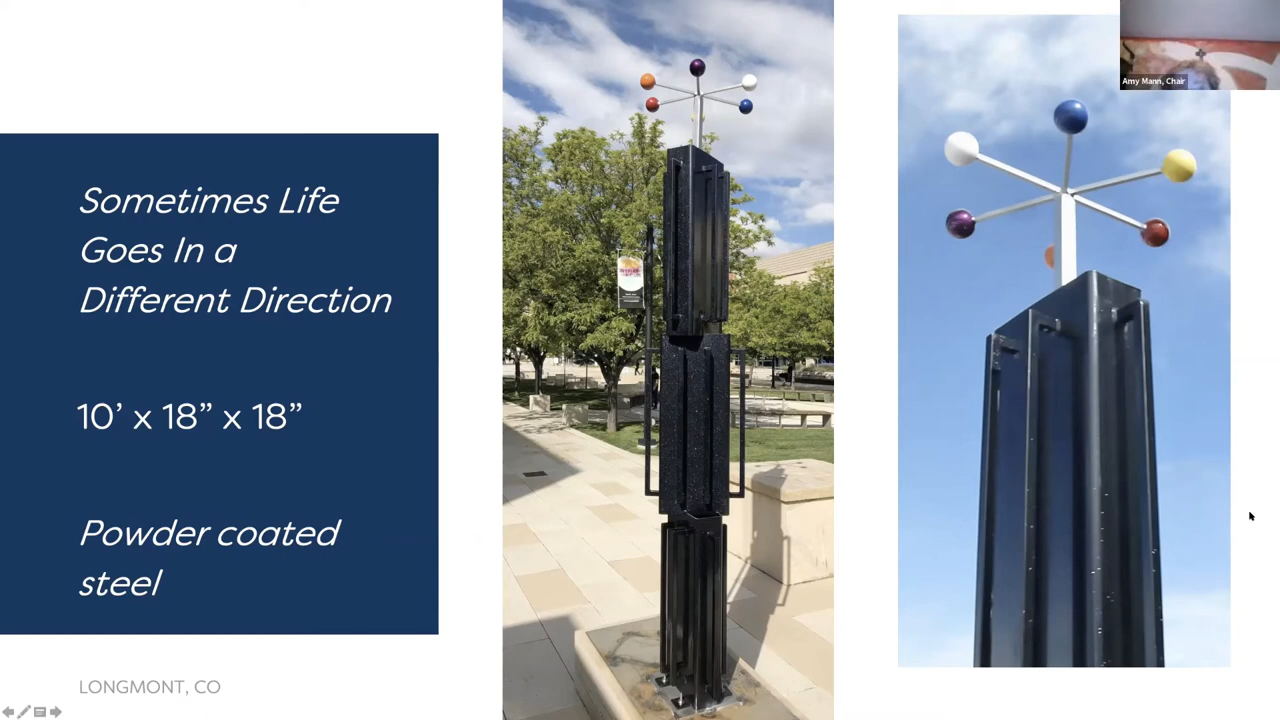 Sometimes Life
Goes In a
Different Direction
10’ x 18” x 18”
Powder coated
steel
LONGMONT, CO
Amy Mann, Chair